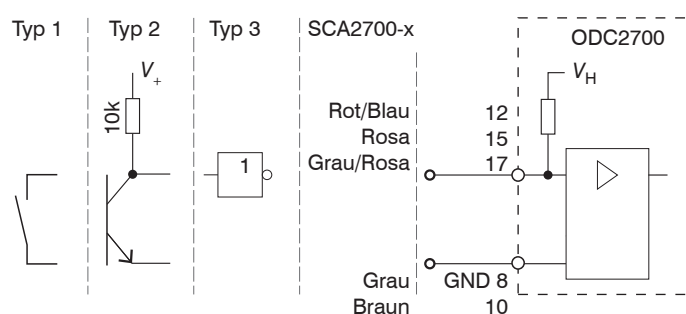 Typ 1 Typ 2 Typ 3 SCA2700-x ODC2700
V+
VH
10k
Rot/Blau 12
Rosa 15
Grau/Rosa 17
1
Grau GND 8
Braun 10